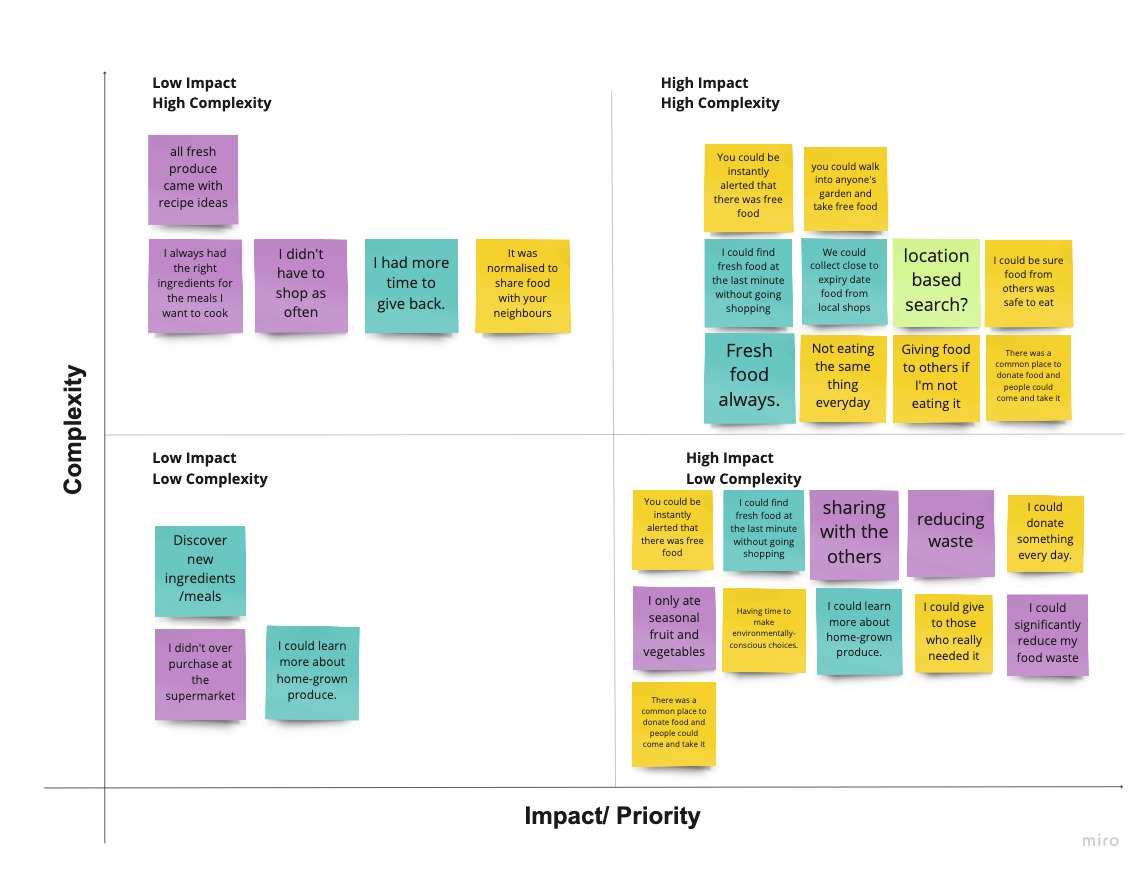 Low Impact
High Complexity
all fresh
produce
came with
recipe ideas
I always had
the right
ingredients for
the meals I
want to cook
I didn't
have to
shop as
often
I had more
time to
give back.
It was
normalised to
share food
with your
neighbours
High Impact
High Complexity
You could be
instantly
alerted that
there was free
food
you could walk
into anyone's
garden and
take free food
I could find
fresh food at
the last minute
without going
shopping
We could
collect close to
expiry date
food from
local shops
location
based
search?
I could be sure
food from
others was
safe to eat
Fresh
food
always.
Not eating
the same
thing
everyday
Giving food
to others if
I'm not
eating it
There was a
common place to
donate food and
people could
come and take it
Complexity
Low Impact
Low Complexity
Discover
new
ingredients
/meals
I didn't over
purchase at
the
supermarket
I could learn
more about
home-grown
produce.
High Impact
Low Complexity
You could be
instantly
alerted that
there was free
food
I could find
fresh food at
the last minute
without going
shopping
sharing
with the
others
reducing
waste
I could
donate
something
every day.
I only ate
seasonal
fruit and
vegetables
Having time to
make
environmentally-
conscious choices.
I could learn
more about
home-grown
produce.
I could give
to those
who really
needed it
I could
significantly
reduce my
food waste
There was a
common place to
donate food and
people could
come and take it
Impact/ Priority
miro